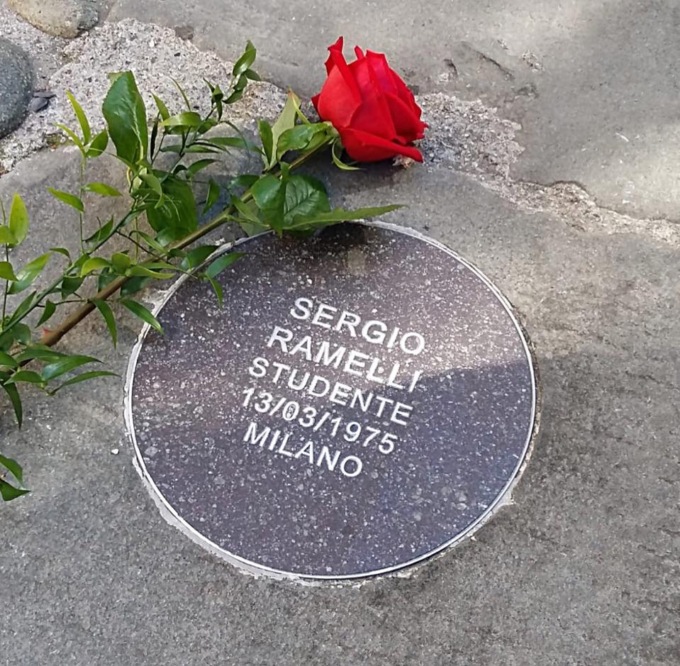 SERGIO
RAMELLI
STUDENTE
13/03/1975
MILANO